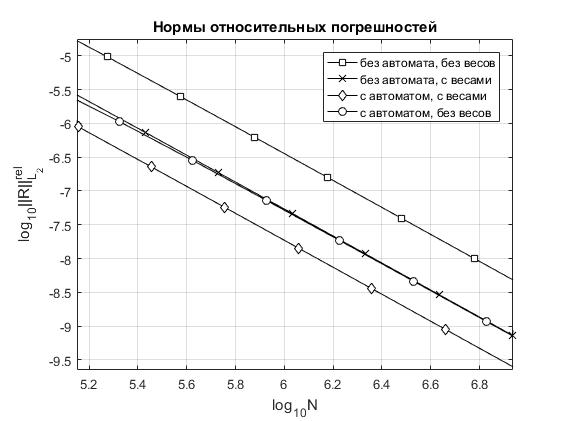 Нормы относительных погрешностей
без автомата, без весов
без автомата, с весами
с автоматом, с весами
с автоматом, без весов
log10||R||L2rel
-5
-5.5
-6
-6.5
-7
-7.5
-8
-8.5
-9
-9.5
5.2 5.4 5.6 5.8 6 6.2 6.4 6.6 6.8
log10N